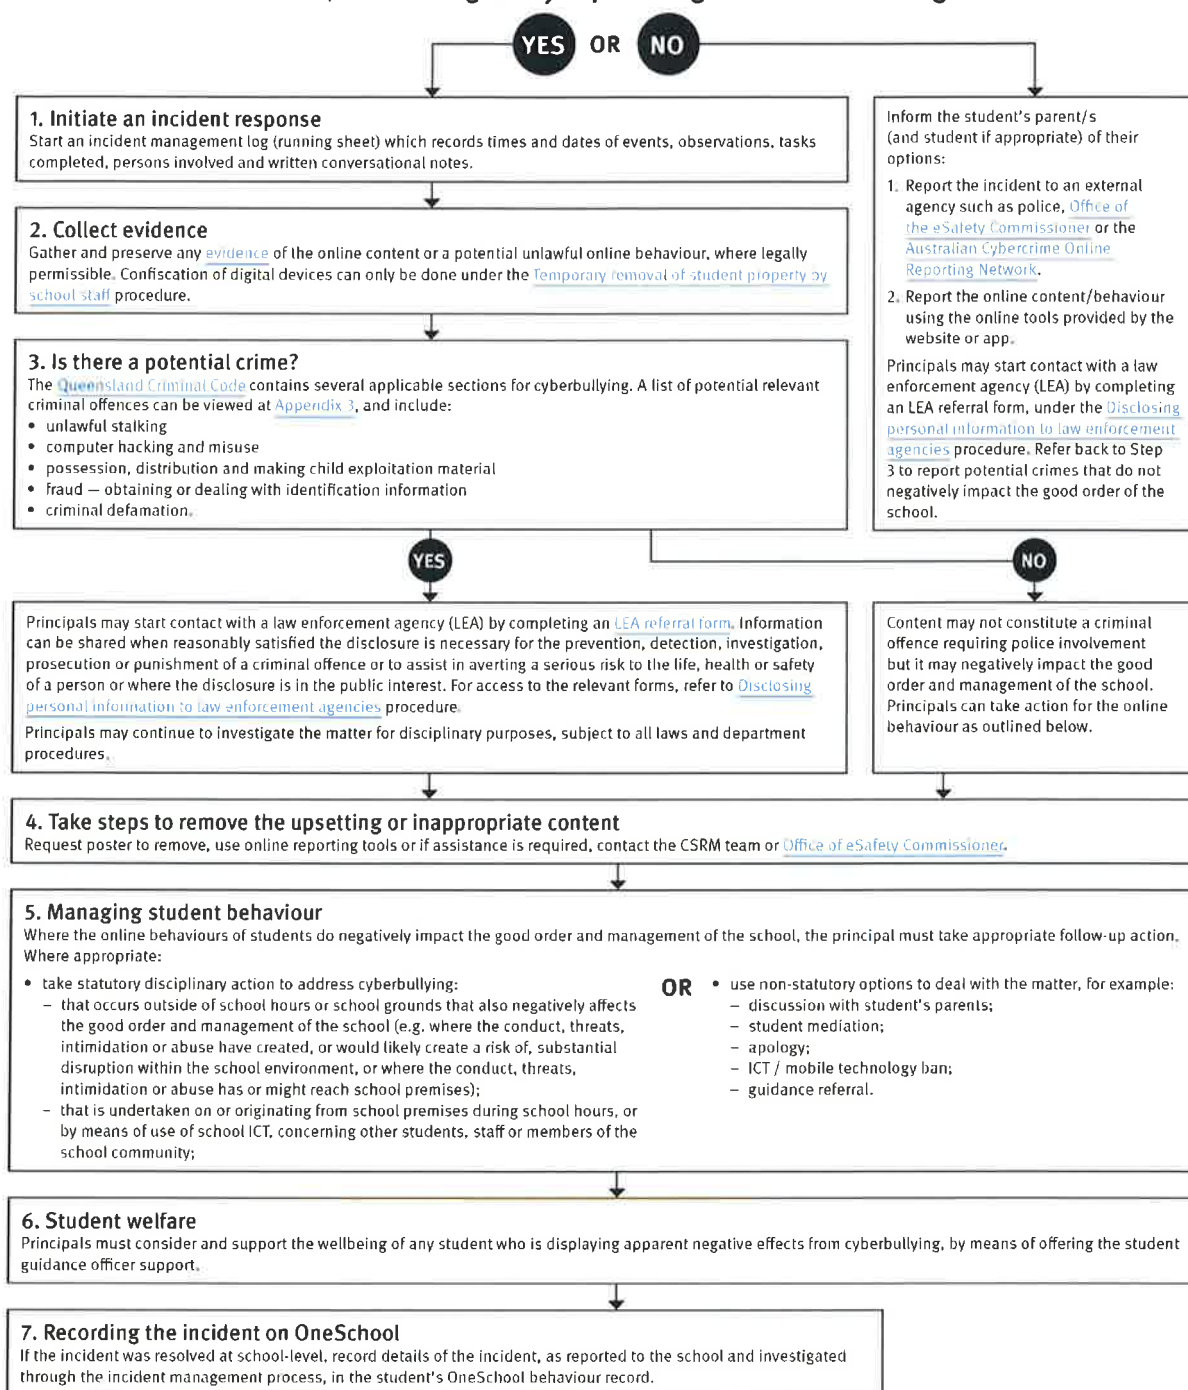 YES OR NO
1. Initiate an incident response
Start an incident management log (running sheet) which records times and dates of events, observations, tasks
completed, persons involved and written conversational notes.
2. Collect evidence
Gather and preserve any evidence of the online content or a potential unlawful online behaviour, where legally
permissible. Confiscation of digital devices can only be done under the Temporary removal of student property by
school staff procedure.
3. Is there a potential crime?
The Queensland Criminal Code contains several applicable sections for cyberbullying. A list of potential relevant
criminal offences can be viewed at Appendix 3, and include:
• unlawful stalking
• computer hacking and misuse
• possession, distribution and making child exploitation material
• fraud — obtaining or dealing with identification information
• criminal defamation.
Inform the student's parent/s
(and student if appropriate) of their
options:
1. Report the incident to an external
agency such as police, Office of
the eSafety Commissioner or the
Australian Cybercrime Online
Reporting Network.
2. Report the online content/behaviour
using the online tools provided by the
website or app.
Principals may start contact with a law
enforcement agency (LEA) by completing
an LEA referral form, under the Disclosing
personal information to law enforcement
agencies procedure. Refer back to Step
3 to report potential crimes that do not
negatively impact the good order of the
school.
YES
NO
Principals may start contact with a law enforcement agency (LEA) by completing an LEA referral form. Information
can be shared when reasonably satisfied the disclosure is necessary for the prevention, detection, investigation,
prosecution or punishment of a criminal offence or to assist in averting a serious risk to the life, health or safety
of a person or where the disclosure is in the public interest. For access to the relevant forms, refer to Disclosing
personal information to law enforcement agencies procedure.
Principals may continue to investigate the matter for disciplinary purposes, subject to all laws and department
procedures.
Content may not constitute a criminal
offence requiring police involvement
but it may negatively impact the good
order and management of the school.
Principals can take action for the online
behaviour as outlined below.
4. Take steps to remove the upsetting or inappropriate content
Request poster to remove, use online reporting tools or if assistance is required, contact the CSRM team or Office of eSafety Commissioner.
5. Managing student behaviour
Where the online behaviours of students do negatively impact the good order and management of the school, the principal must take appropriate follow-up action.
Where appropriate:
• take statutory disciplinary action to address cyberbullying:
– that occurs outside of school hours or school grounds that also negatively affects
the good order and management of the school (e.g. where the conduct, threats,
intimidation or abuse have created, or would likely create a risk of, substantial
disruption within the school environment, or where the conduct, threats,
intimidation or abuse has or might reach school premises);
– that is undertaken on or originating from school premises during school hours, or
by means of use of school ICT, concerning other students, staff or members of the
school community;
OR
• use non-statutory options to deal with the matter, for example:
– discussion with student's parents;
– student mediation;
– apology;
– ICT / mobile technology ban;
– guidance referral.
6. Student welfare
Principals must consider and support the wellbeing of any student who is displaying apparent negative effects from cyberbullying, by means of offering the student
guidance officer support.
7. Recording the incident on OneSchool
If the incident was resolved at school-level, record details of the incident, as reported to the school and investigated
through the incident management process, in the student's OneSchool behaviour record.